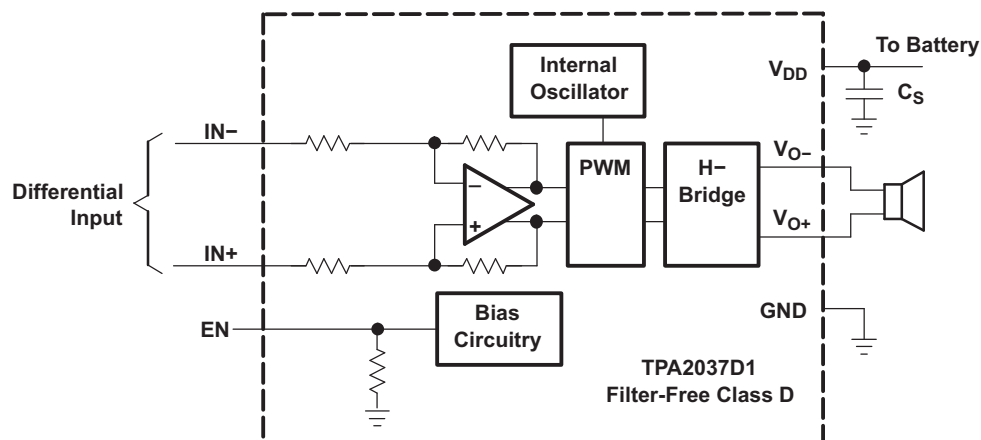 Internal
Oscillator
To Battery
VDD
CS
IN−
PWM
H−
Bridge
VO−
Differential
Input
−
+
VO+
IN+
EN
Bias
Circuitry
GND
TPA2037D1
Filter-Free Class D